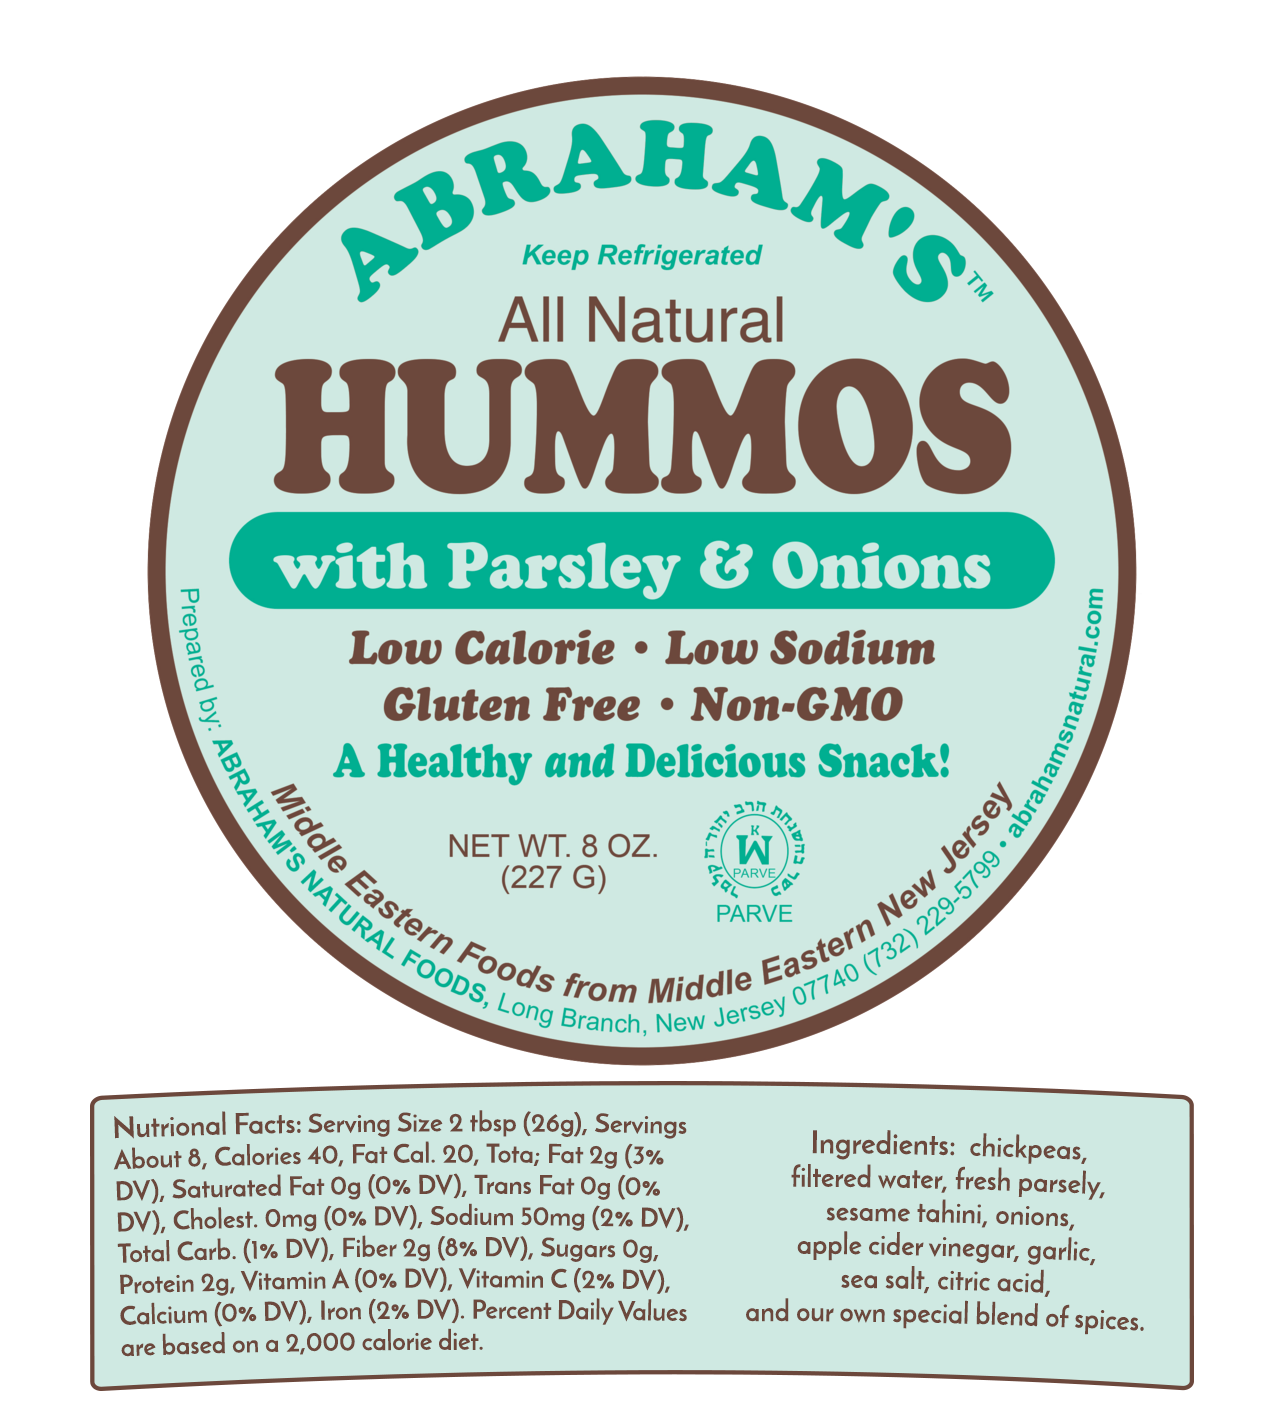 ABRAHAM'S™
Keep Refrigerated
All Natural
HUMMOS
with Parsley & Onions
Low Calorie • Low Sodium
Gluten Free • Non-GMO
A Healthy and Delicious Snack!
NET WT. 8 OZ.
(227 G)
בהשגחת הרב יהודה קלמר
כשר
K
PARVE
PARVE
Middle Eastern Foods from Middle Eastern New Jersey
Prepared by: ABRAHAM'S NATURAL FOODS, Long Branch, New Jersey 07740 (732) 229-5799 • abrahamsnatural.com
Nutrional Facts: Serving Size 2 tbsp (26g), Servings
About 8, Calories 40, Fat Cal. 20, Tota; Fat 2g (3%
DV), Saturated Fat 0g (0% DV), Trans Fat 0g (0%
DV), Cholest. 0mg (0% DV), Sodium 50mg (2% DV),
Total Carb. (1% DV), Fiber 2g (8% DV), Sugars 0g,
Protein 2g, Vitamin A (0% DV), Vitamin C (2% DV),
Calcium (0% DV), Iron (2% DV). Percent Daily Values
are based on a 2,000 calorie diet.
Ingredients: chickpeas,
filtered water, fresh parsely,
sesame tahini, onions,
apple cider vinegar, garlic,
sea salt, citric acid,
and our own special blend of spices.